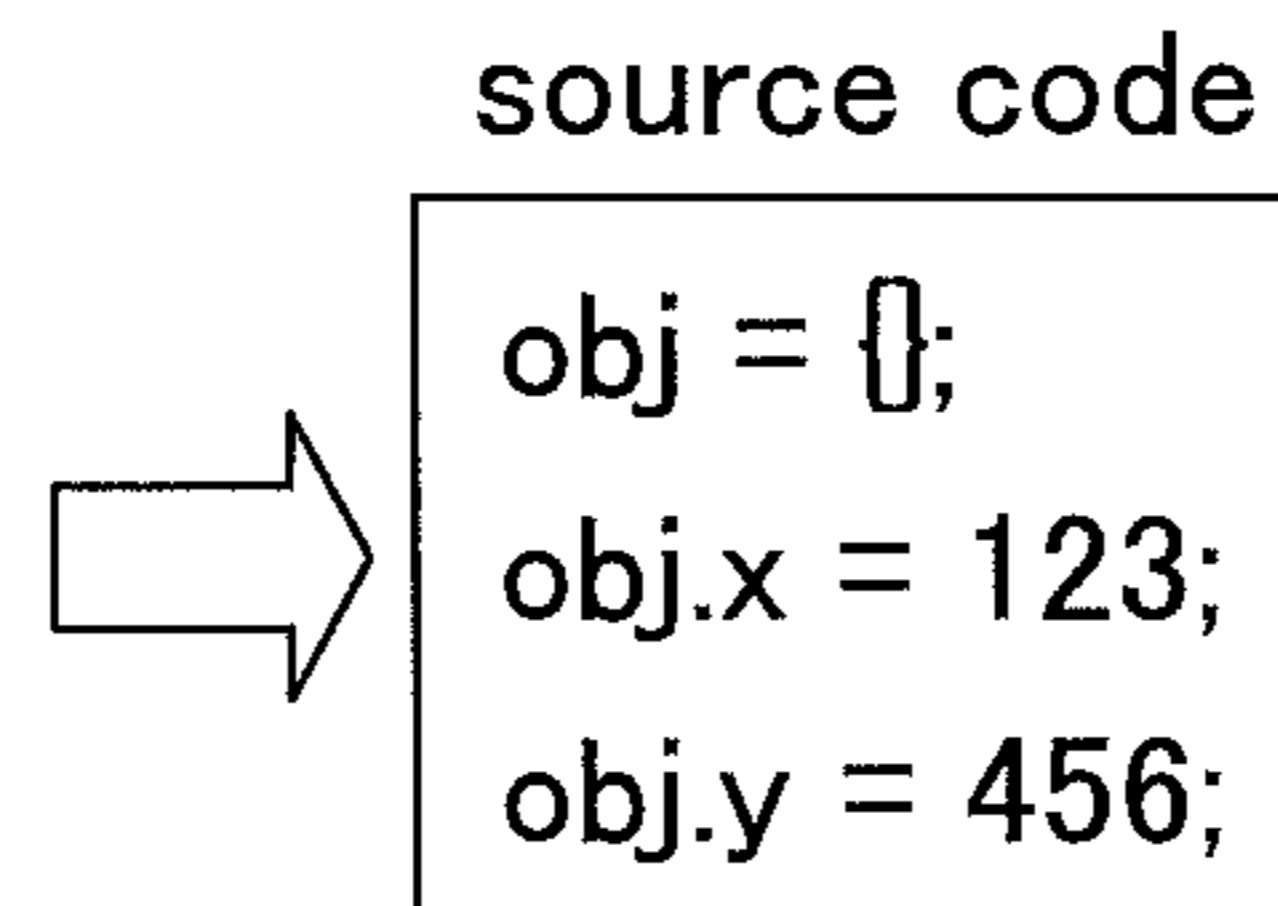 source code
obj = {};
obj.x = 123;
obj.y = 456;